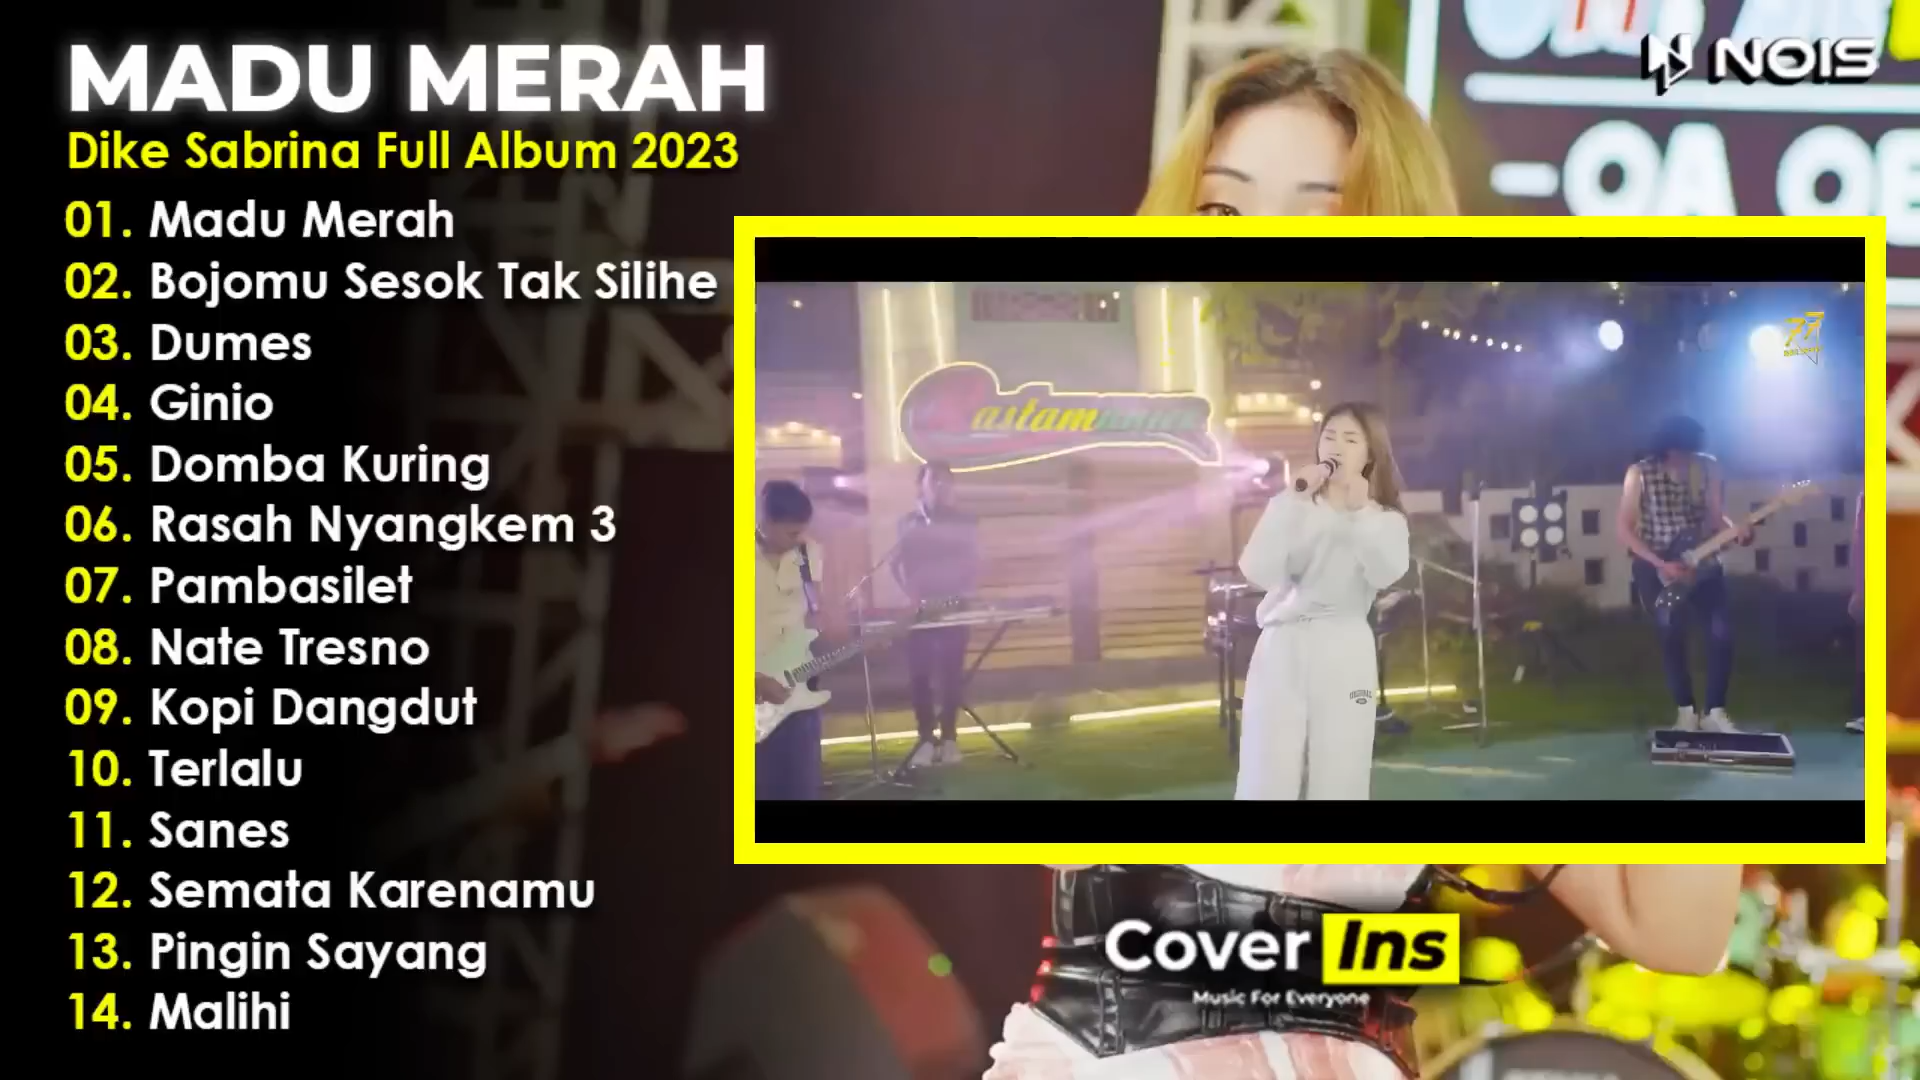 MADU MERAH
Dike Sabrina Full Album 2023
01. Madu Merah
02. Bojomu Sesok Tak Silihe
03. Dumes
04. Ginio
05. Domba Kuring
06. Rasah Nyangkem 3
07. Pambasilet
08. Nate Tresno
09. Kopi Dangdut
10. Terlalu
11. Sanes
12. Semata Karenamu
13. Pingin Sayang
14. Malihi
NOIS
-QA
77
Cover Ins
Music For Everyone